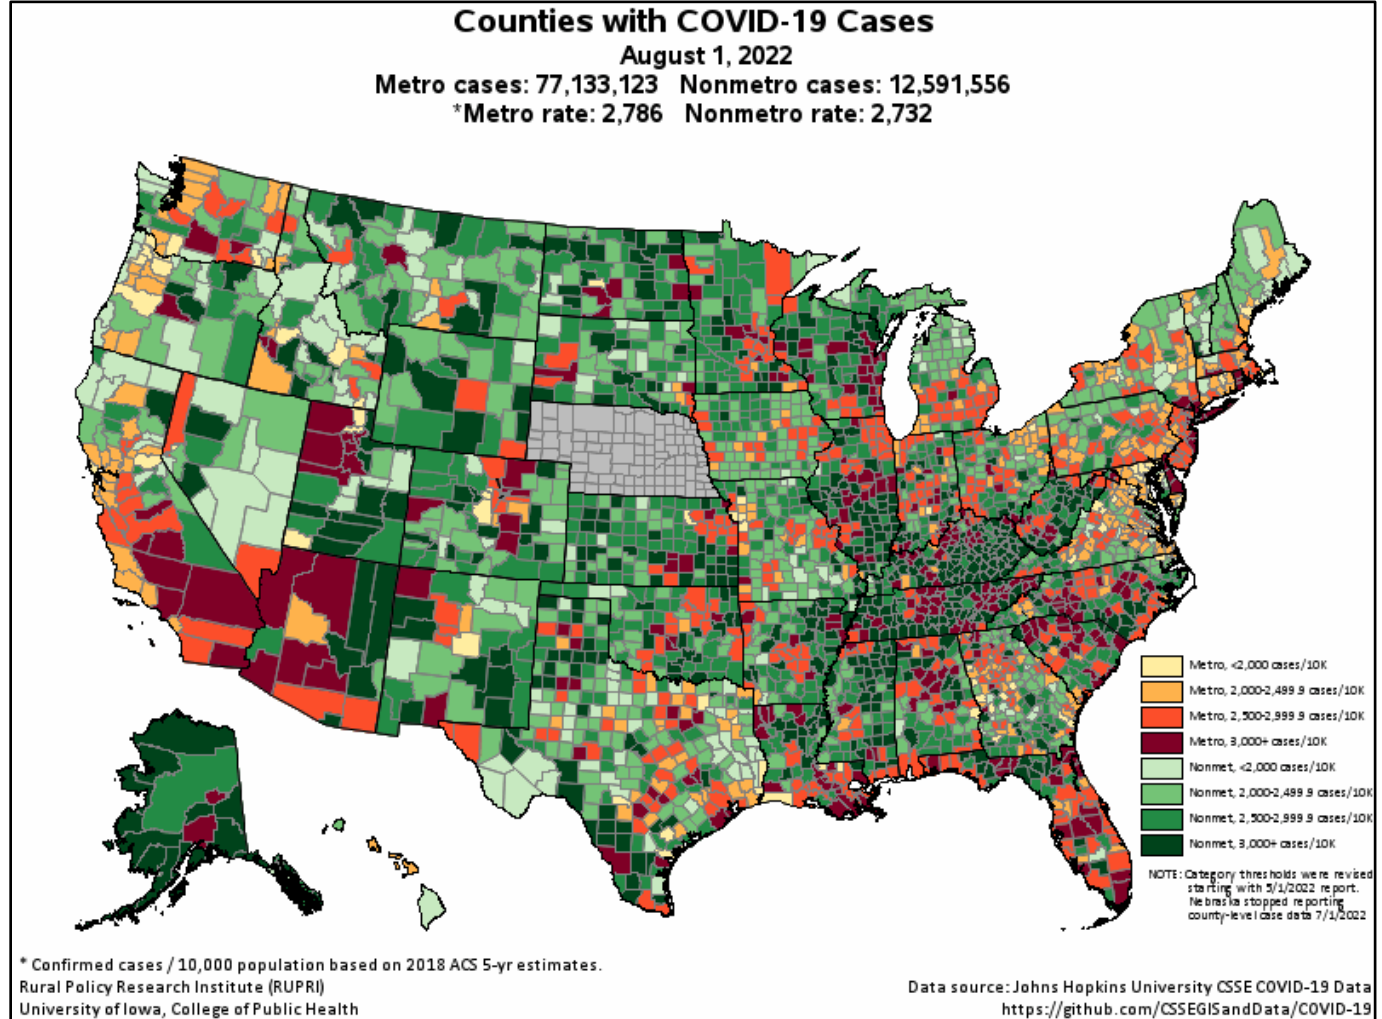 Counties with COVID-19 Cases
August 1, 2022
Metro cases: 77,133,123 Nonmetro cases: 12,591,556
*Metro rate: 2,786 Nonmetro rate: 2,732
Metro, <2,000 cases/10K
Metro, 2,000-2,499.9 cases/10K
Metro, 2,500-2,999.9 cases/10K
Metro, 3,000+ cases/10K
Nonmet, <2,000 cases/10K
Nonmet, 2,000-2,499.9 cases/10K
Nonmet, 2,500-2,999.9 cases/10K
Nonmet, 3,000+ cases/10K
NOTE: Category thresholds were revised
starting with 5/1/2022 report.
Nebraska stopped reporting
county-level case data 7/1/2022
* Confirmed cases / 10,000 population based on 2018 ACS 5-yr estimates.
Rural Policy Research Institute (RUPRI)
University of Iowa, College of Public Health
Data source: Johns Hopkins University CSSE COVID-19 Data
https://github.com/CSSEGISandData/COVID-19